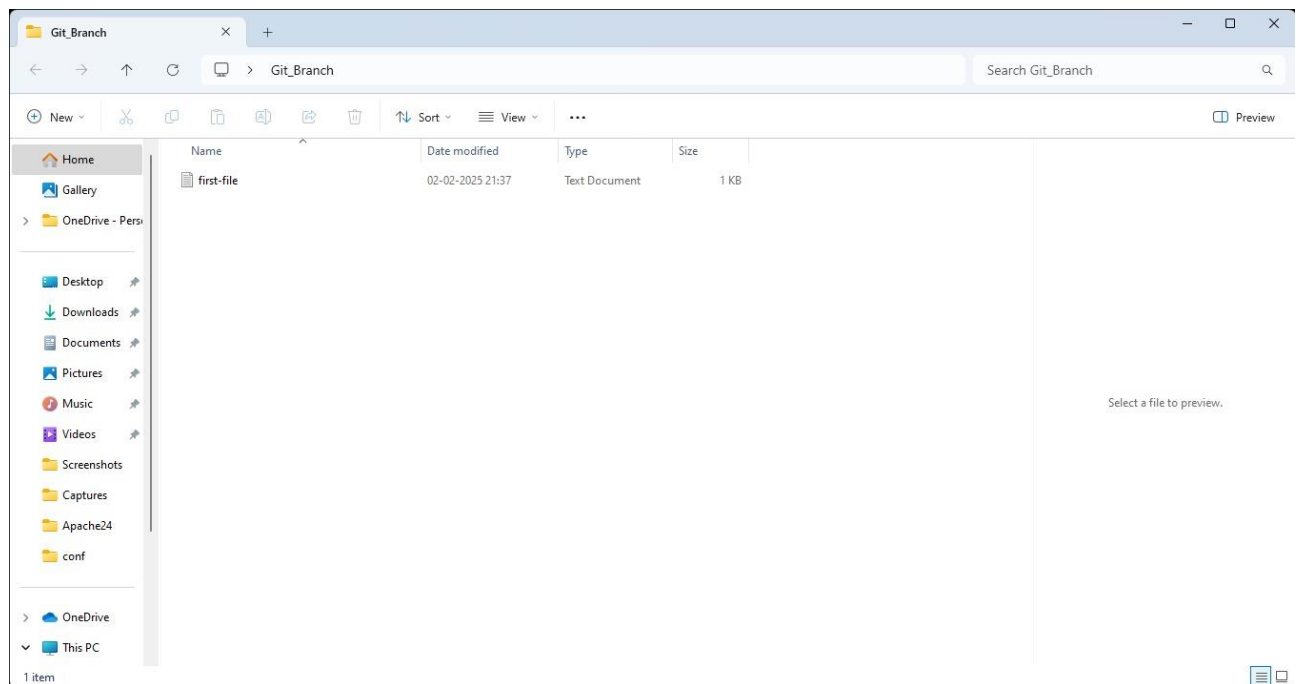 Git_Branch
Git_Branch
Search Git_Branch
New
Sort
View
Preview
Home
Gallery
OneDrive - Pers
Desktop
Downloads
Documents
Pictures
Music
Videos
Screenshots
Captures
Apache24
conf
OneDrive
This PC
Name Date modified Type Size
first-file 02-02-2025 21:37 Text Document 1 KB
Select a file to preview.
1 item